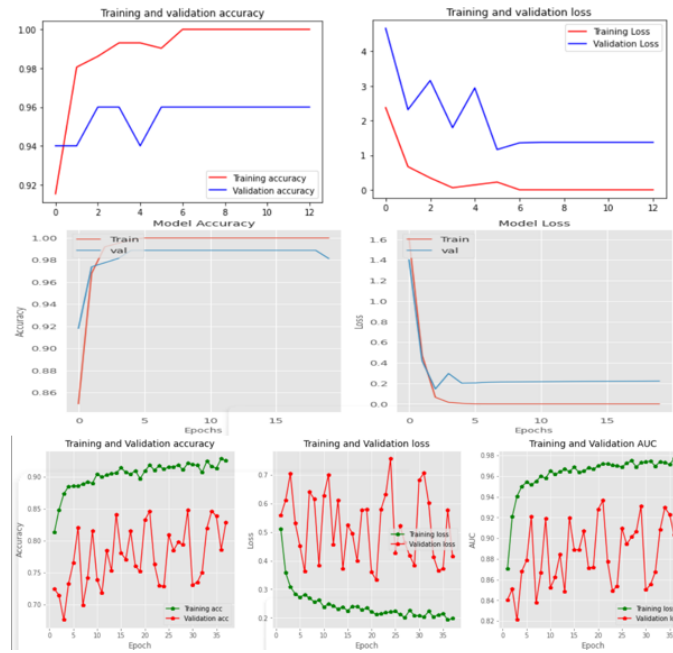 Training and validation accuracy
1.00
0.98
0.96
0.94
0.92
Training accuracy
Validation accuracy
0 2 4 6 8 10 12
Training and validation loss
4
3
2
1
0
Training Loss
Validation Loss
0 2 4 6 8 10 12
Model Accuracy
1.00
0.98
0.96
0.94
0.92
0.90
0.88
0.86
Accuracy
Train
val
0 5 15
Epochs
Model Loss
1.6
1.4
1.2
1.0
0.8
0.6
0.4
0.2
0.0
Loss
Train
val
0 5 15
Epochs
Training and Validation accuracy
0.90
0.85
0.80
0.75
0.70
Accuracy
Training acc
Validation acc
0 5 10 15 20 25 30 35
Epoch
Training and Validation loss
0.7
0.6
0.5
0.4
0.3
0.2
Loss
Training loss
Validation loss
0 5 10 15 20 25 30 35
Epoch
Training and Validation AUC
0.98
0.96
0.94
0.92
0.90
0.88
0.86
0.84
0.82
AUC
Training los
Validation lo
0 5 10 15 20 25 30 35
Epoch